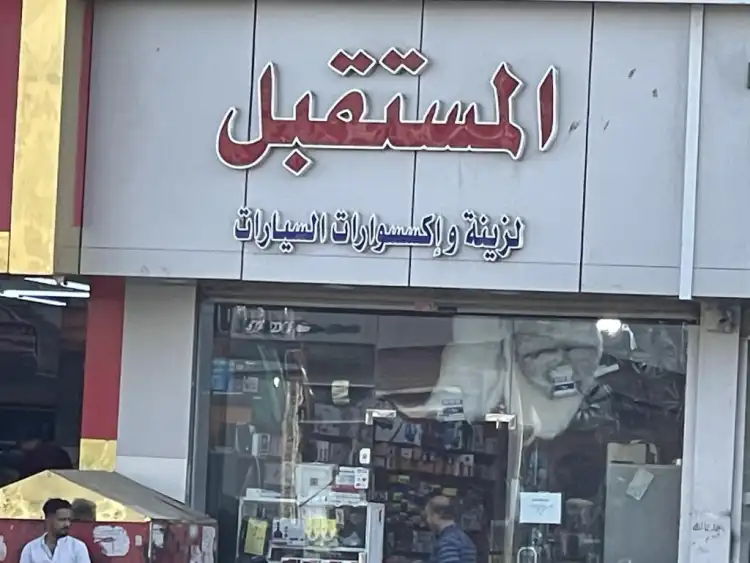 المستقبل
لزينة وإكسسوارات السيارات